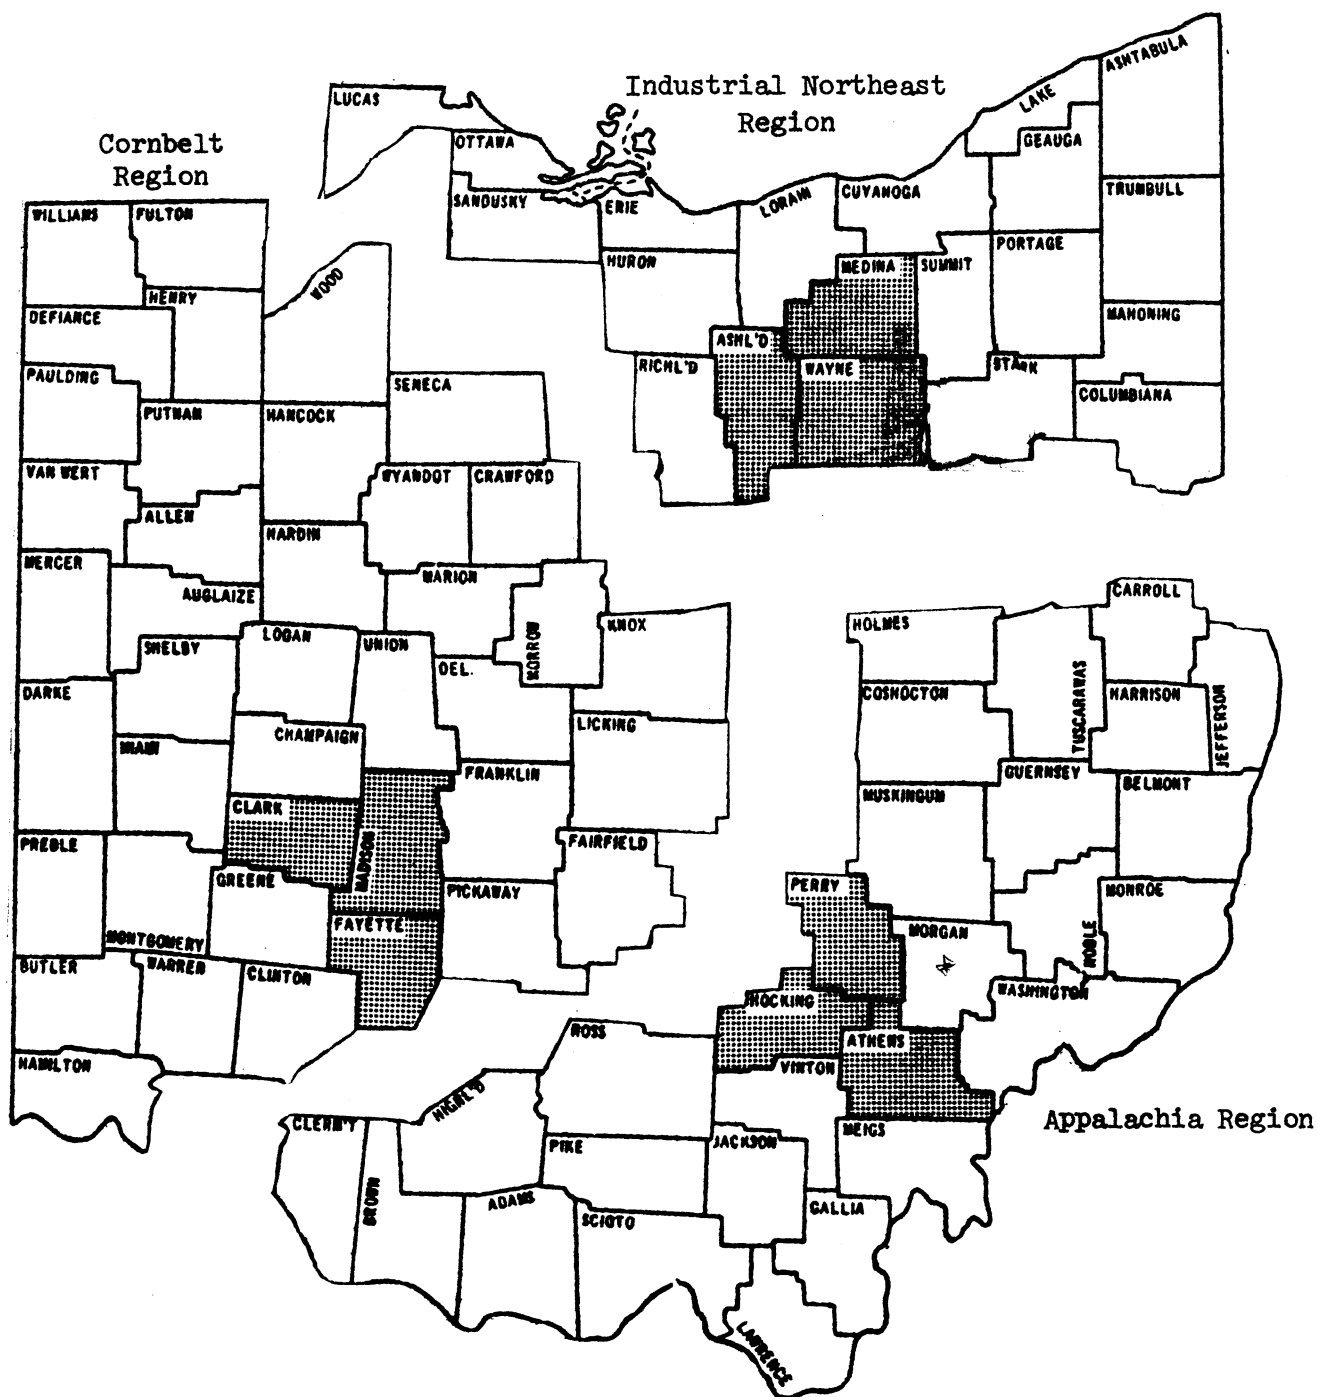 Industrial Northeast
Region
Cornbelt
Region
LUCAS
OTTAWA
SANDUSKY
ERIE
LORAIN
CUYAHOGA
LAKE
GEAUGA
ASHTABULA
TRUMBULL
HURON
MEDINA
SUMMIT
PORTAGE
MAHONING
ASHL'D
RICHL'D
WAYNE
STARK
COLUMBIANA
WILLIAMS
FULTON
WOOD
HENRY
DEFIANCE
PAULDING
PUTNAM
HANCOCK
SENECA
VAN WERT
ALLEN
WYANDOT
CRAWFORD
HARDIN
MERCER
AUGLAIZE
MARION
MORROW
KNOX
LOGAN
SHELBY
UNION
DEL.
DARKE
CHAMPAIGN
LICKING
MIAMI
FRANKLIN
CLARK
MADISON
PREBLE
FAIRFIELD
GREENE
PICKAWAY
FAYETTE
MONTGOMERY
BUTLER
WARREN
CLINTON
HAMILTON
CARROLL
HOLMES
TUSCARAWAS
COSHOCTON
HARRISON
JEFFERSON
GUERNSEY
BELMONT
MUSKINGUM
PERRY
MONROE
MORGAN
NOBLE
WASHINGTON
HOCKING
ROSS
ATHENS
VINTON
HIGHL'D
Appalachia Region
CLERM'T
PIKE
JACKSON
MEIGS
BROWN
ADAMS
SCIOTO
GALLIA
LAWRENCE